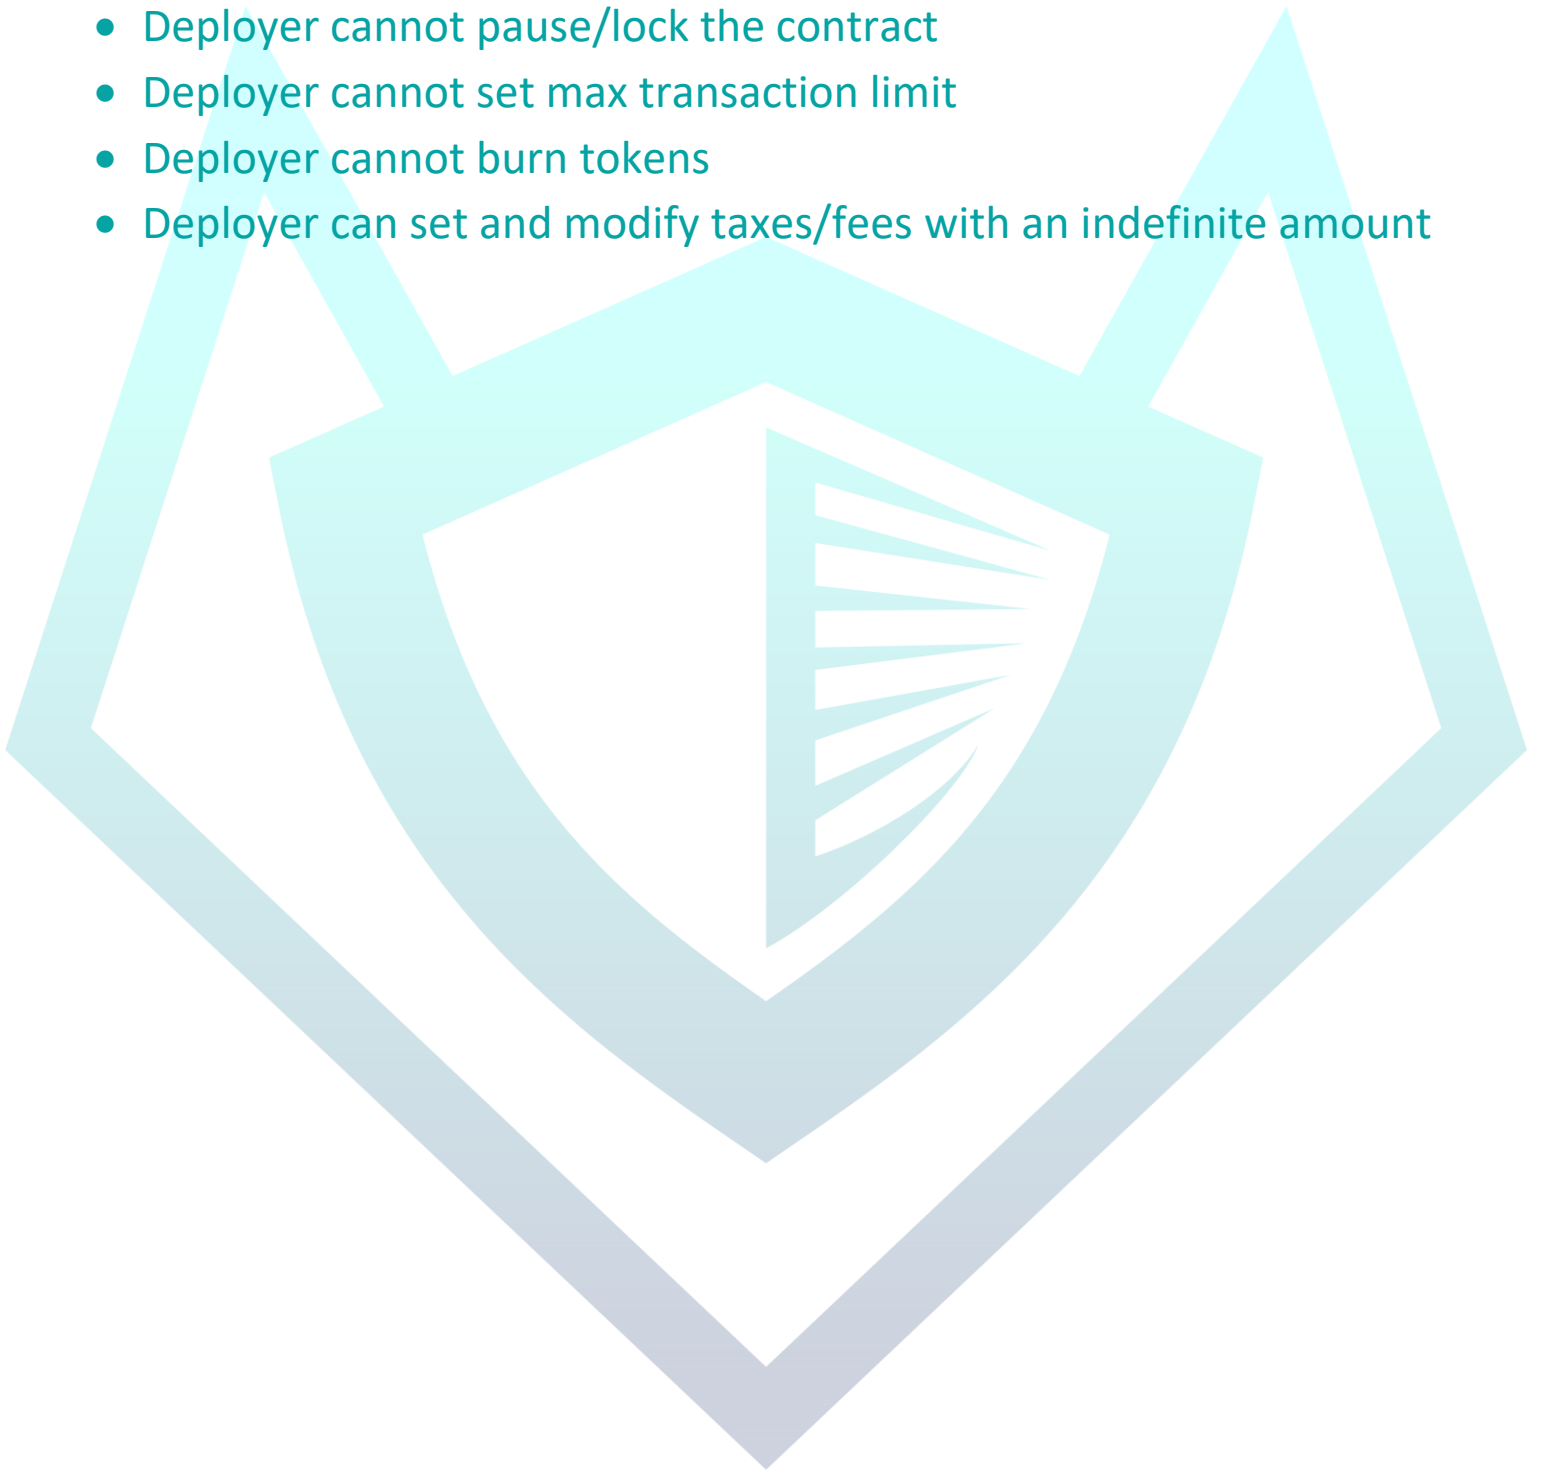 • Deployer cannot pause/lock the contract
• Deployer cannot set max transaction limit
• Deployer cannot burn tokens
• Deployer can set and modify taxes/fees with an indefinite amount